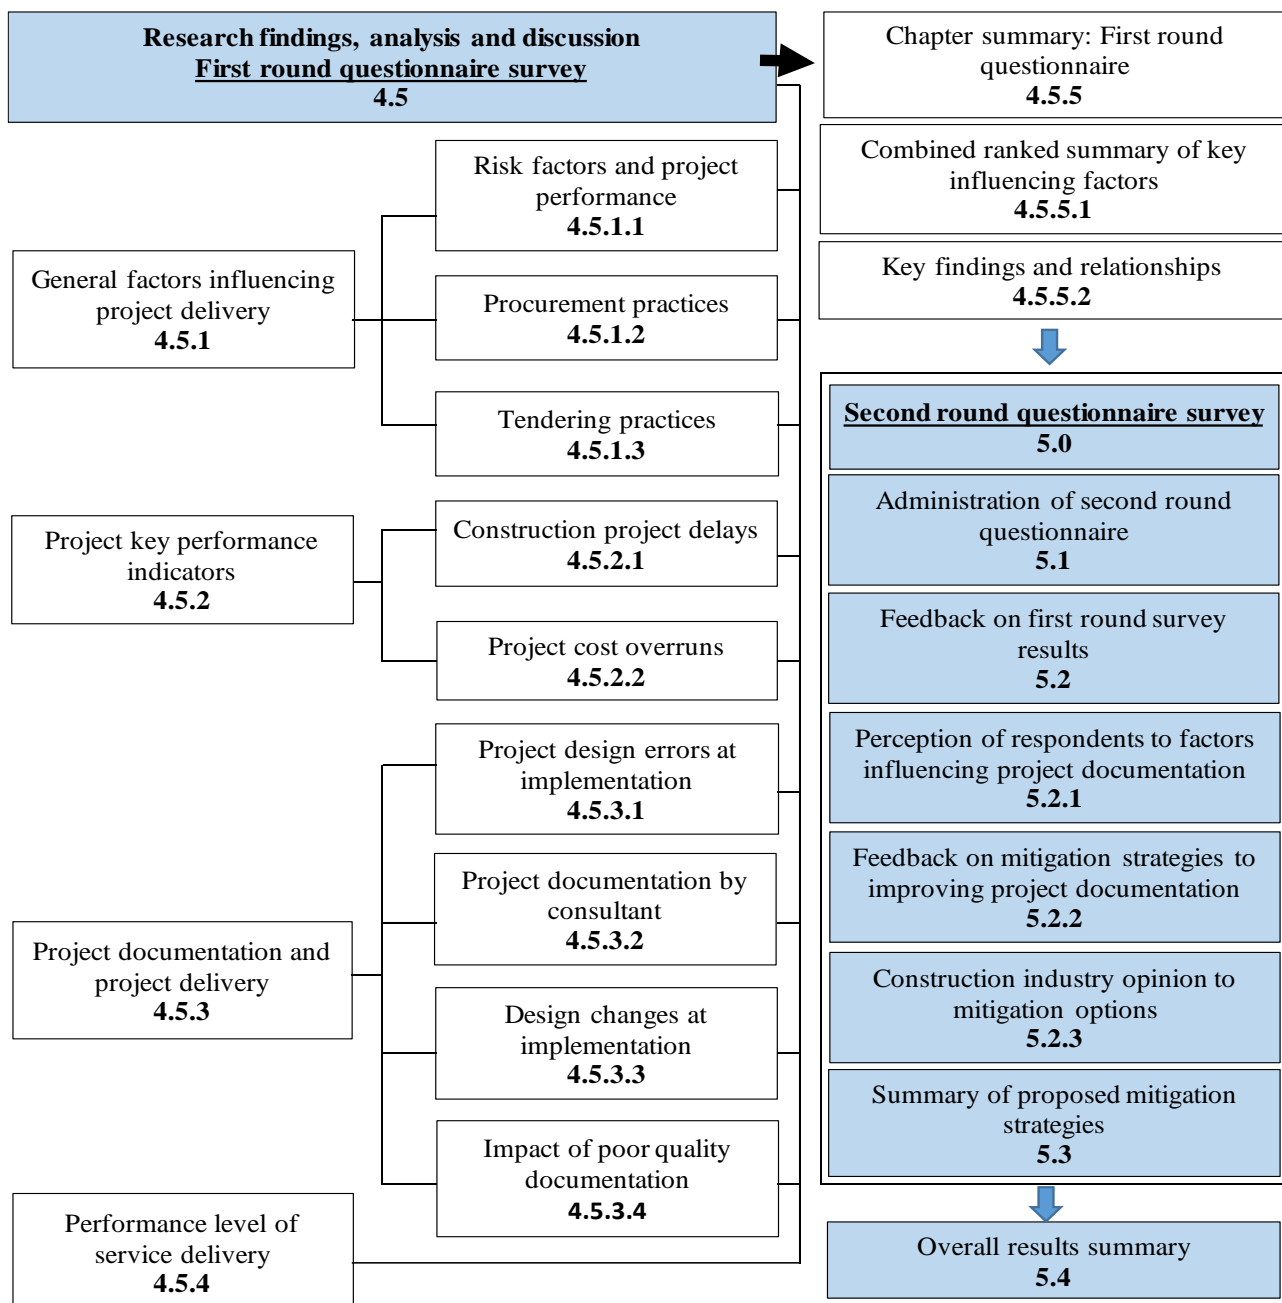 Research findings, analysis and discussion
First round questionnaire survey
4.5
General factors influencing
project delivery
4.5.1
Risk factors and project
performance
4.5.1.1
Procurement practices
4.5.1.2
Tendering practices
4.5.1.3
Project key performance
indicators
4.5.2
Construction project delays
4.5.2.1
Project cost overruns
4.5.2.2
Project documentation and
project delivery
4.5.3
Project design errors at
implementation
4.5.3.1
Project documentation by
consultant
4.5.3.2
Design changes at
implementation
4.5.3.3
Impact of poor quality
documentation
4.5.3.4
Performance level of
service delivery
4.5.4
Chapter summary: First round
questionnaire
4.5.5
Combined ranked summary of key
influencing factors
4.5.5.1
Key findings and relationships
4.5.5.2
Second round questionnaire survey
5.0
Administration of second round
questionnaire
5.1
Feedback on first round survey
results
5.2
Perception of respondents to factors
influencing project documentation
5.2.1
Feedback on mitigation strategies to
improving project documentation
5.2.2
Construction industry opinion to
mitigation options
5.2.3
Summary of proposed mitigation
strategies
5.3
Overall results summary
5.4